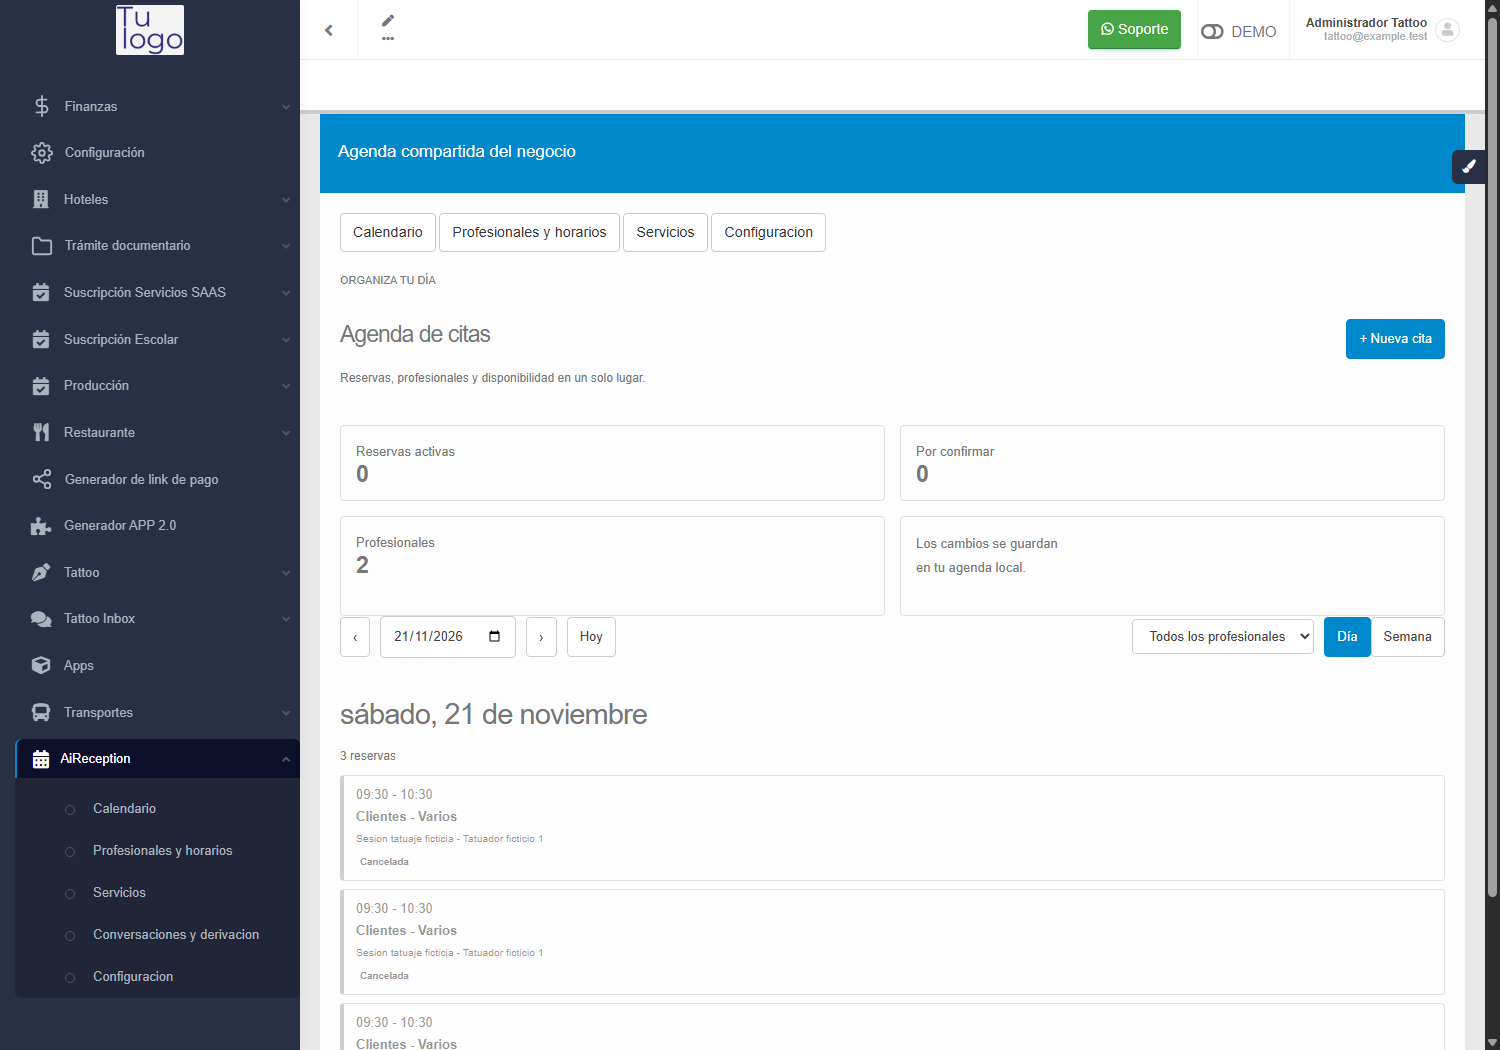 Tu
logo
Finanzas
Configuración
Hoteles
Trámite documentario
Suscripción Servicios SAAS
Suscripción Escolar
Producción
Restaurante
Generador de link de pago
Generador APP 2.0
Tattoo
Tattoo Inbox
Apps
Transportes
AiReception
Calendario
Profesionales y horarios
Servicios
Conversaciones y derivacion
Configuracion
Soporte
DEMO
Administrador Tattoo
tattoo@example.test
Agenda compartida del negocio
Calendario Profesionales y horarios Servicios Configuracion
ORGANIZA TU DÍA
Agenda de citas
+ Nueva cita
Reservas, profesionales y disponibilidad en un solo lugar.
Reservas activas
0
Por confirmar
0
Profesionales
2
Los cambios se guardan
en tu agenda local.
‹ 21/11/2026 › Hoy Todos los profesionales Día Semana
sábado, 21 de noviembre
3 reservas
09:30 - 10:30
Clientes - Varios
Sesion tatuaje ficticia - Tatuador ficticio 1
Cancelada
09:30 - 10:30
Clientes - Varios
Sesion tatuaje ficticia - Tatuador ficticio 1
Cancelada
09:30 - 10:30
Clientes - Varios